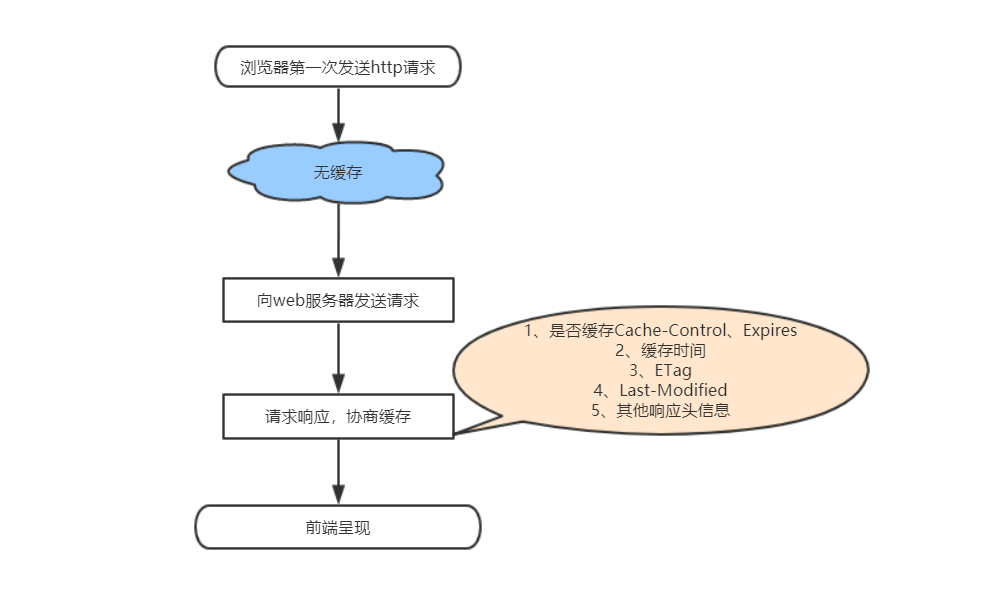 浏览器第一次发送http请求
无缓存
向web服务器发送请求
1、是否缓存Cache-Control、Expires
2、缓存时间
3、ETag
4、Last-Modified
5、其他响应头信息
请求响应，协商缓存
前端呈现